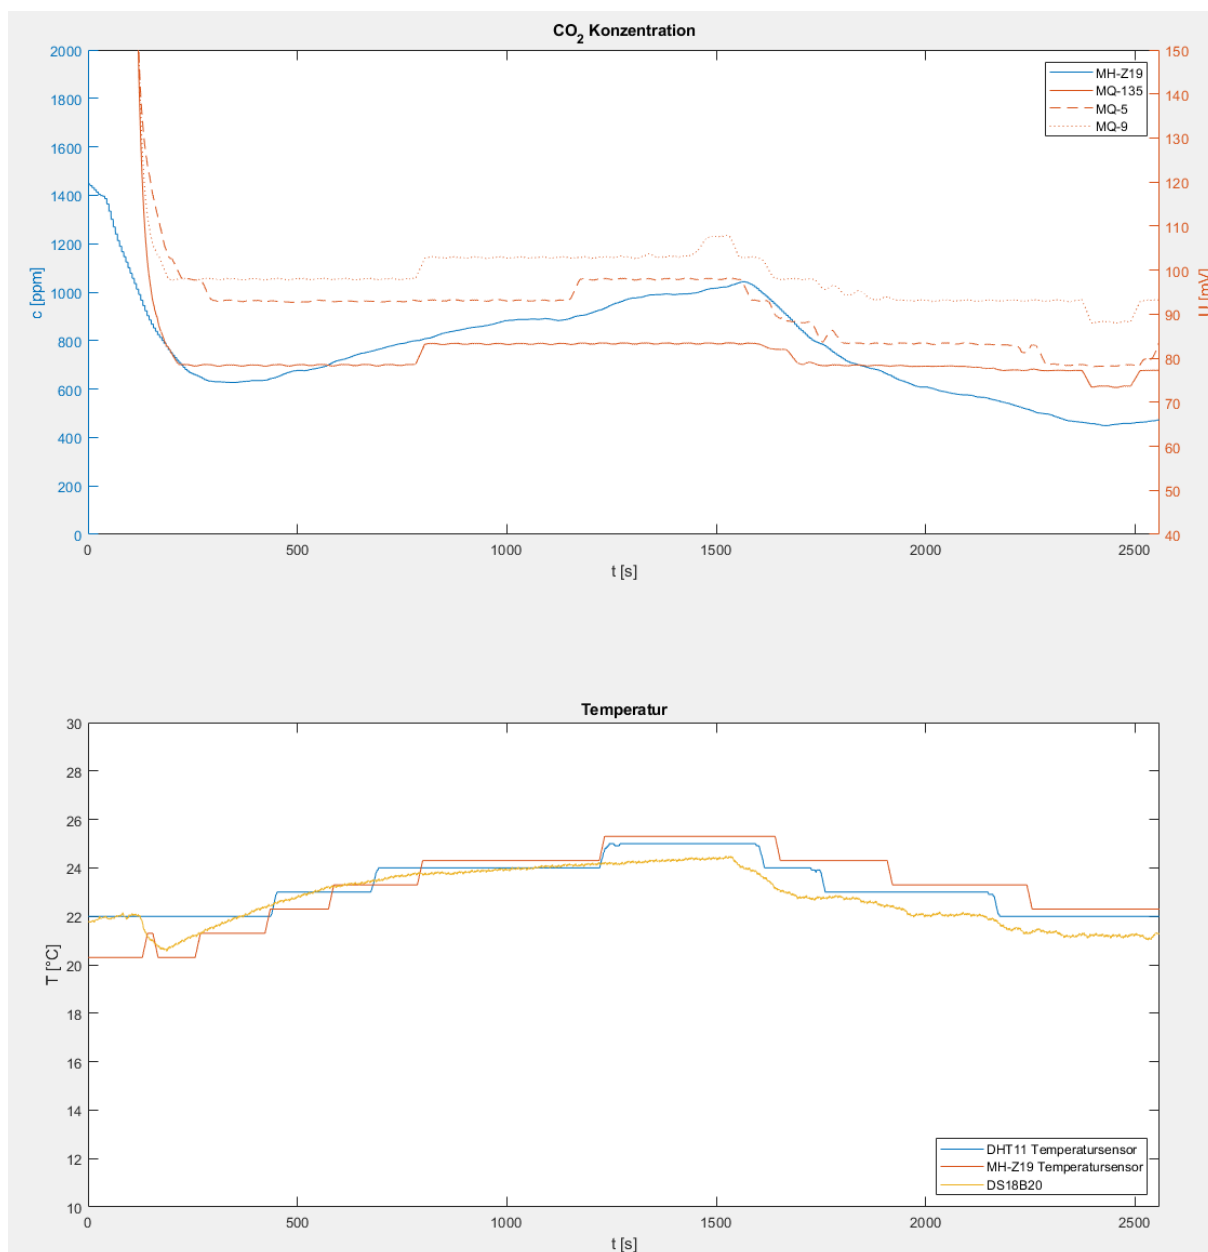 CO2 Konzentration
2000
1800
1600
1400
1200
1000
800
600
400
200
0
c [ppm]
150
140
130
120
110
100
90
80
70
60
50
40
U [mV]
MH-Z19
MQ-135
MQ-5
MQ-9
0 500 1000 1500 2000 2500
t [s]
Temperatur
30
28
26
24
22
20
18
16
14
12
10
T [°C]
DHT11 Temperatursensor
MH-Z19 Temperatursensor
DS18B20
0 500 1000 1500 2000 2500
t [s]